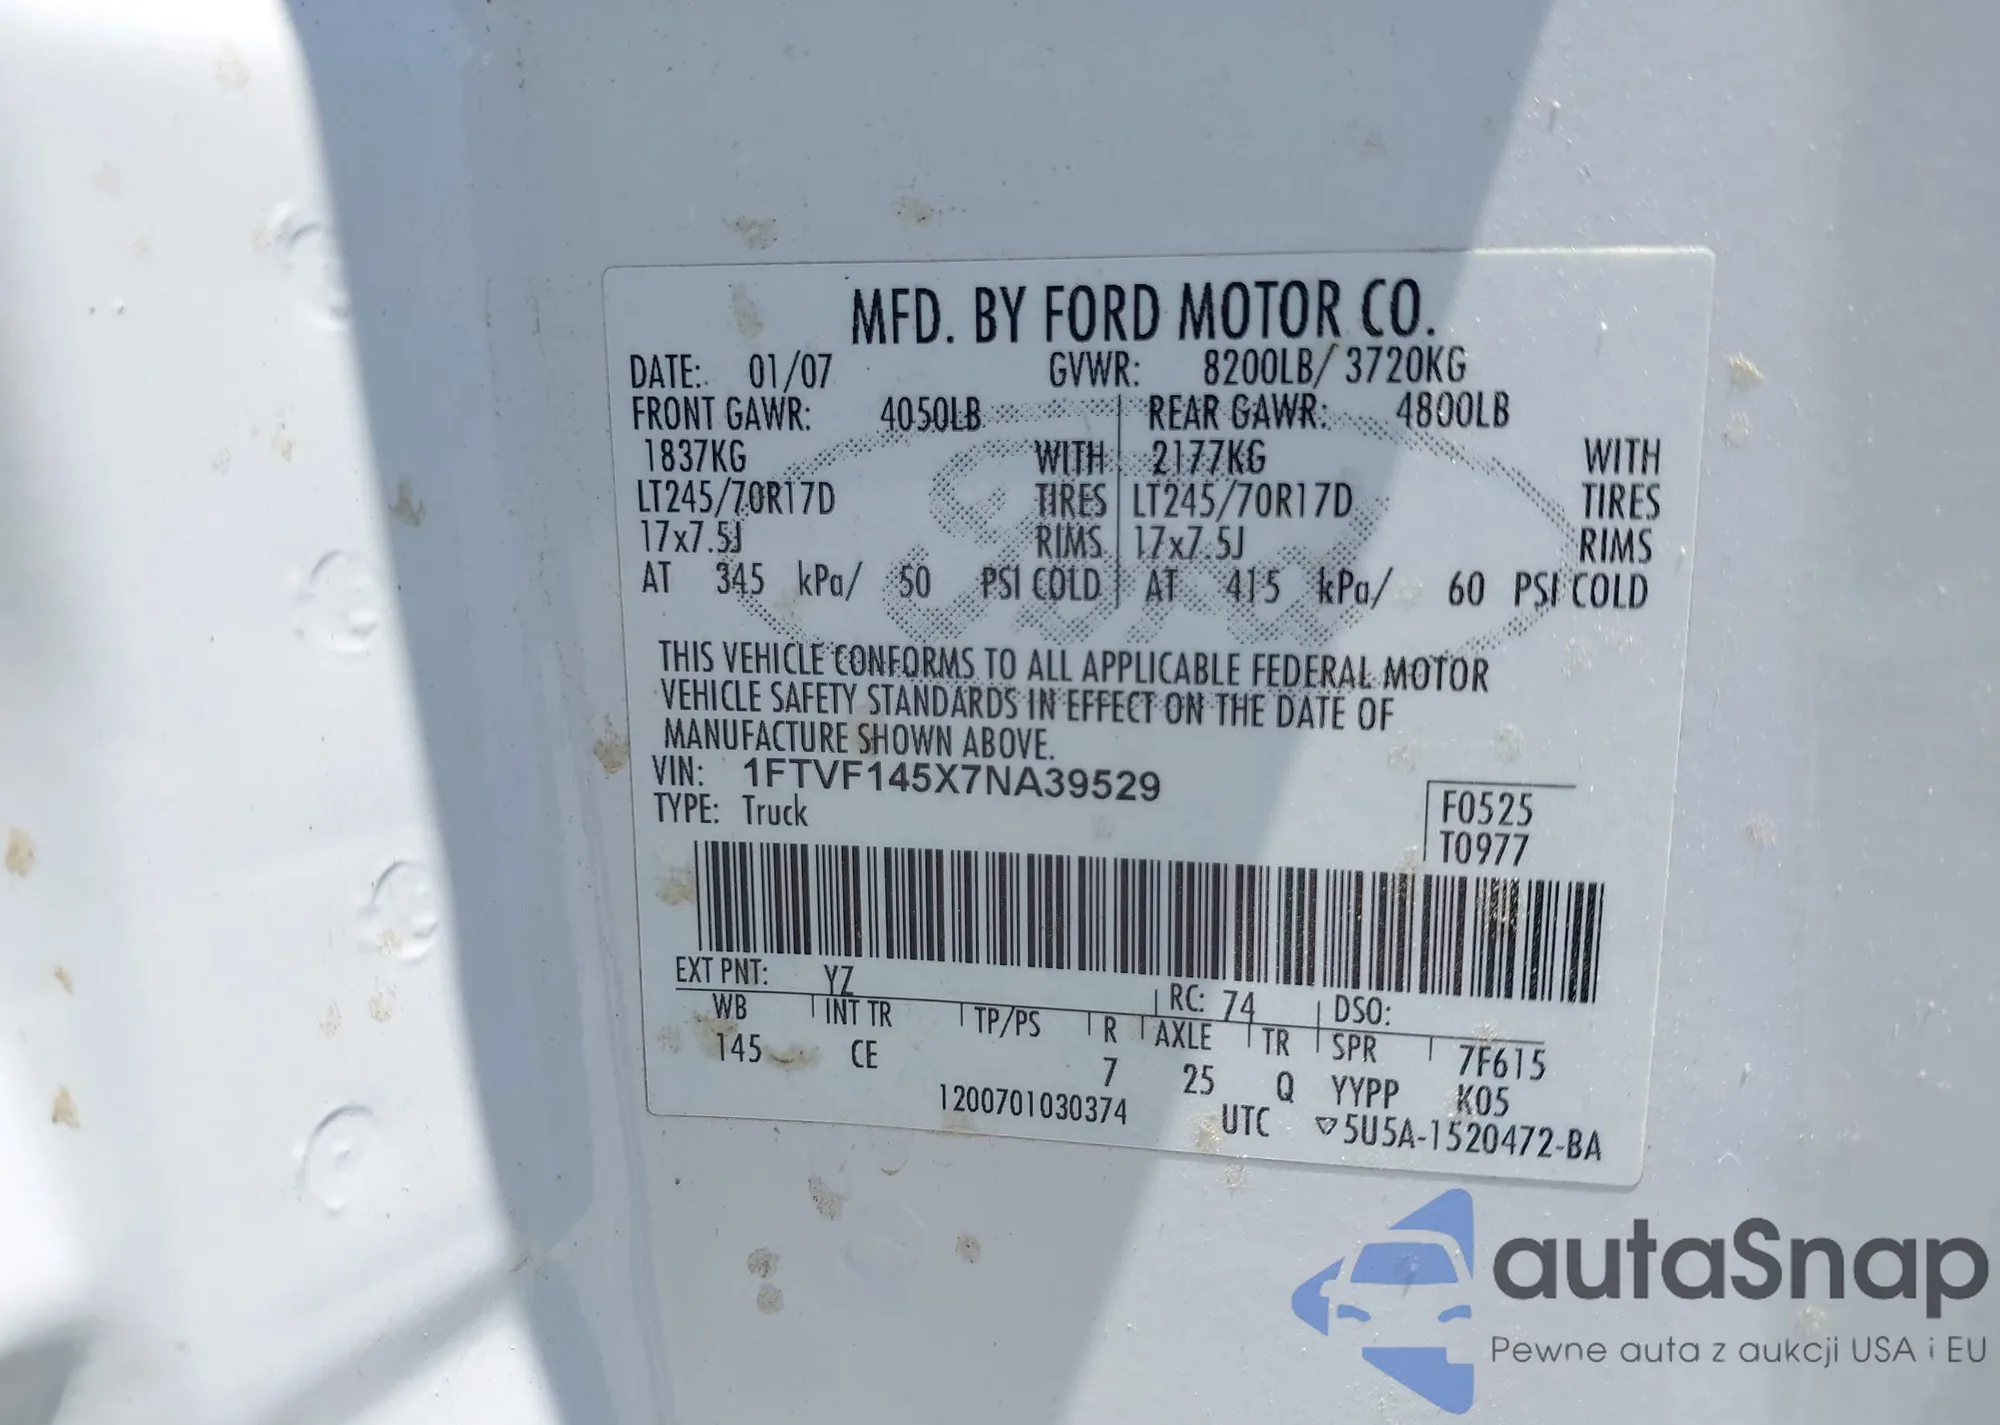 MFD. BY FORD MOTOR CO.
DATE: 01/07 GVWR: 8200LB/ 3720KG
FRONT GAWR: 4050LB REAR GAWR: 4800LB
1837KG WITH 2177KG WITH
LT245/70R17D TIRES LT245/70R17D TIRES
17x7.5J RIMS 17x7.5J RIMS
AT 345 kPa/ 50 PSI COLD AT 415 kPa/ 60 PSI COLD
Ford
THIS VEHICLE CONFORMS TO ALL APPLICABLE FEDERAL MOTOR
VEHICLE SAFETY STANDARDS IN EFFECT ON THE DATE OF
MANUFACTURE SHOWN ABOVE.
VIN: 1FTVF145X7NA39529
TYPE: Truck
F0525
T0977
EXT PNT: YZ RC: 74 DSO:
WB INT TR TP/PS R AXLE TR SPR 7F615
145 CE 7 25 Q YYPP K05
1200701030374 UTC ▽5U5A-1520472-BA
autaSnap
Pewne auta z aukcji USA i EU